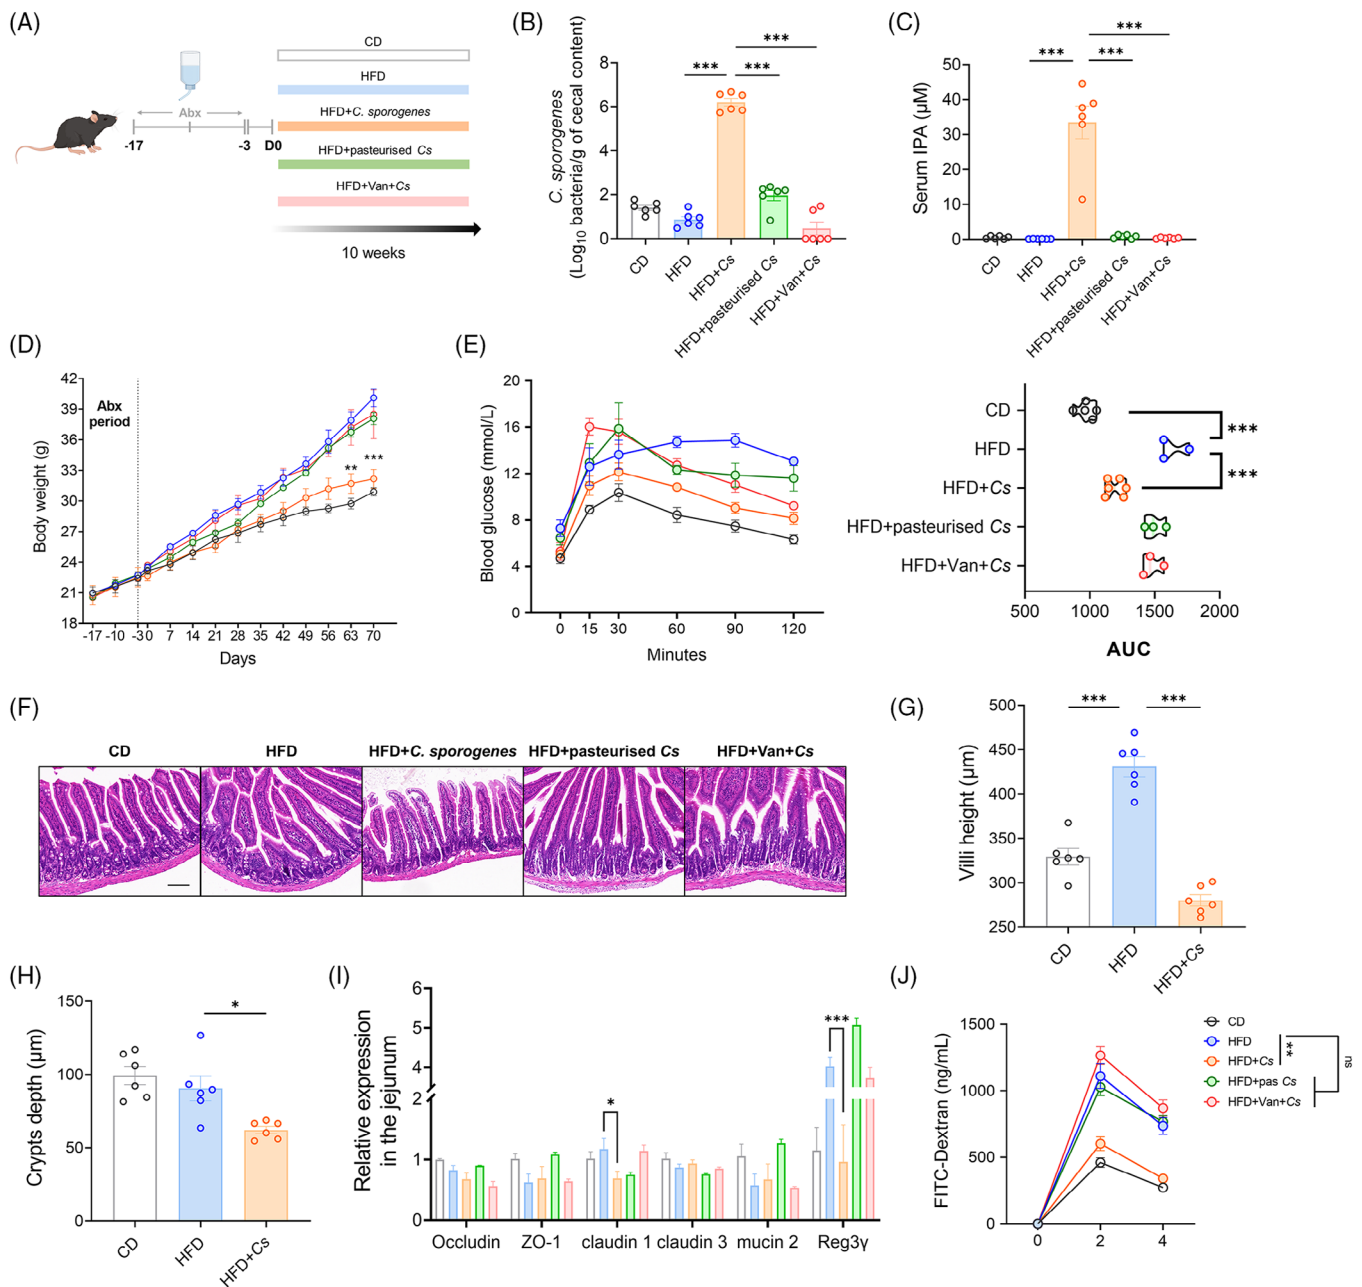 (A)
CD
HFD
Abx
HFD+C. sporogenes
-17
-3
D0
HFD+pasteurised Cs
HFD+Van+Cs
10 weeks
(B)
C. sporogenes
(Log10 bacteria/g of cecal content)
8
6
4
2
0
***
***
***
CD
HFD
HFD+Cs
HFD+pasteurised Cs
HFD+Van+Cs
(C)
Serum IPA (μM)
50
40
30
20
10
0
***
***
***
CD
HFD
HFD+Cs
HFD+pasteurised Cs
HFD+Van+Cs
(D)
Body weight (g)
42
39
36
33
30
27
24
21
18
Abx
period
**
***
-17 -10 -3 0 7 14 21 28 35 42 49 56 63 70
Days
(E)
Blood glucose (mmol/L)
20
16
12
8
4
0
0 15 30 60 90 120
Minutes
CD
HFD
HFD+Cs
HFD+pasteurised Cs
HFD+Van+Cs
***
***
500 1000 1500 2000
AUC
(F)
CD
HFD
HFD+C. sporogenes
HFD+pasteurised Cs
HFD+Van+Cs
(G)
Villi height (μm)
500
450
400
350
300
250
***
***
CD
HFD
HFD+Cs
(H)
Crypts depth (μm)
150
100
50
0
*
CD
HFD
HFD+Cs
(I)
Relative expression
in the jejunum
6
5
4
2
1
0
*
***
Occludin ZO-1 claudin 1 claudin 3 mucin 2 Reg3γ
(J)
FITC-Dextran (ng/mL)
1500
1000
500
0
0 2 4
CD
HFD
HFD+Cs
HFD+pas Cs
HFD+Van+Cs
**
ns